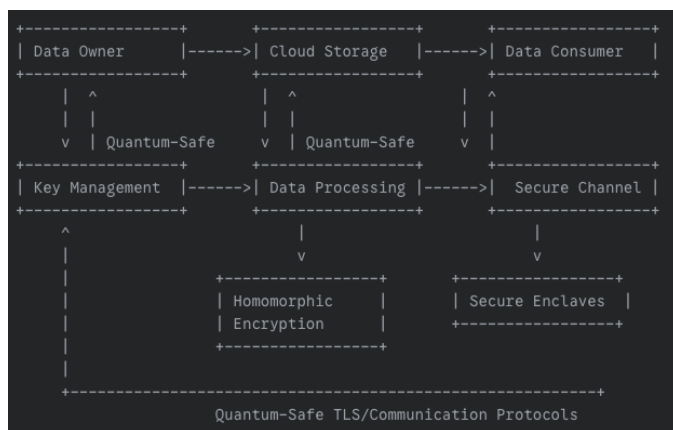 Data Owner Cloud Storage Data Consumer
Quantum-Safe Quantum-Safe
Key Management Data Processing Secure Channel
Homomorphic Secure Enclaves
Encryption
Quantum-Safe TLS/Communication Protocols